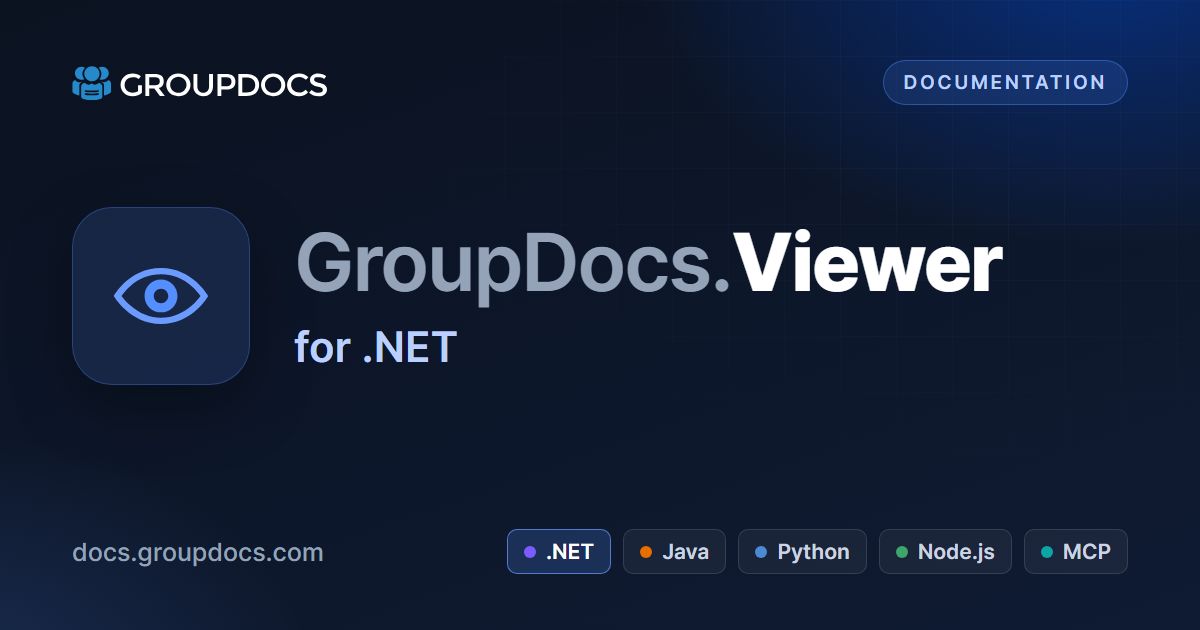 GROUPDOCS
DOCUMENTATION
GroupDocs.Viewer
for .NET
docs.groupdocs.com
.NET
Java
Python
Node.js
MCP